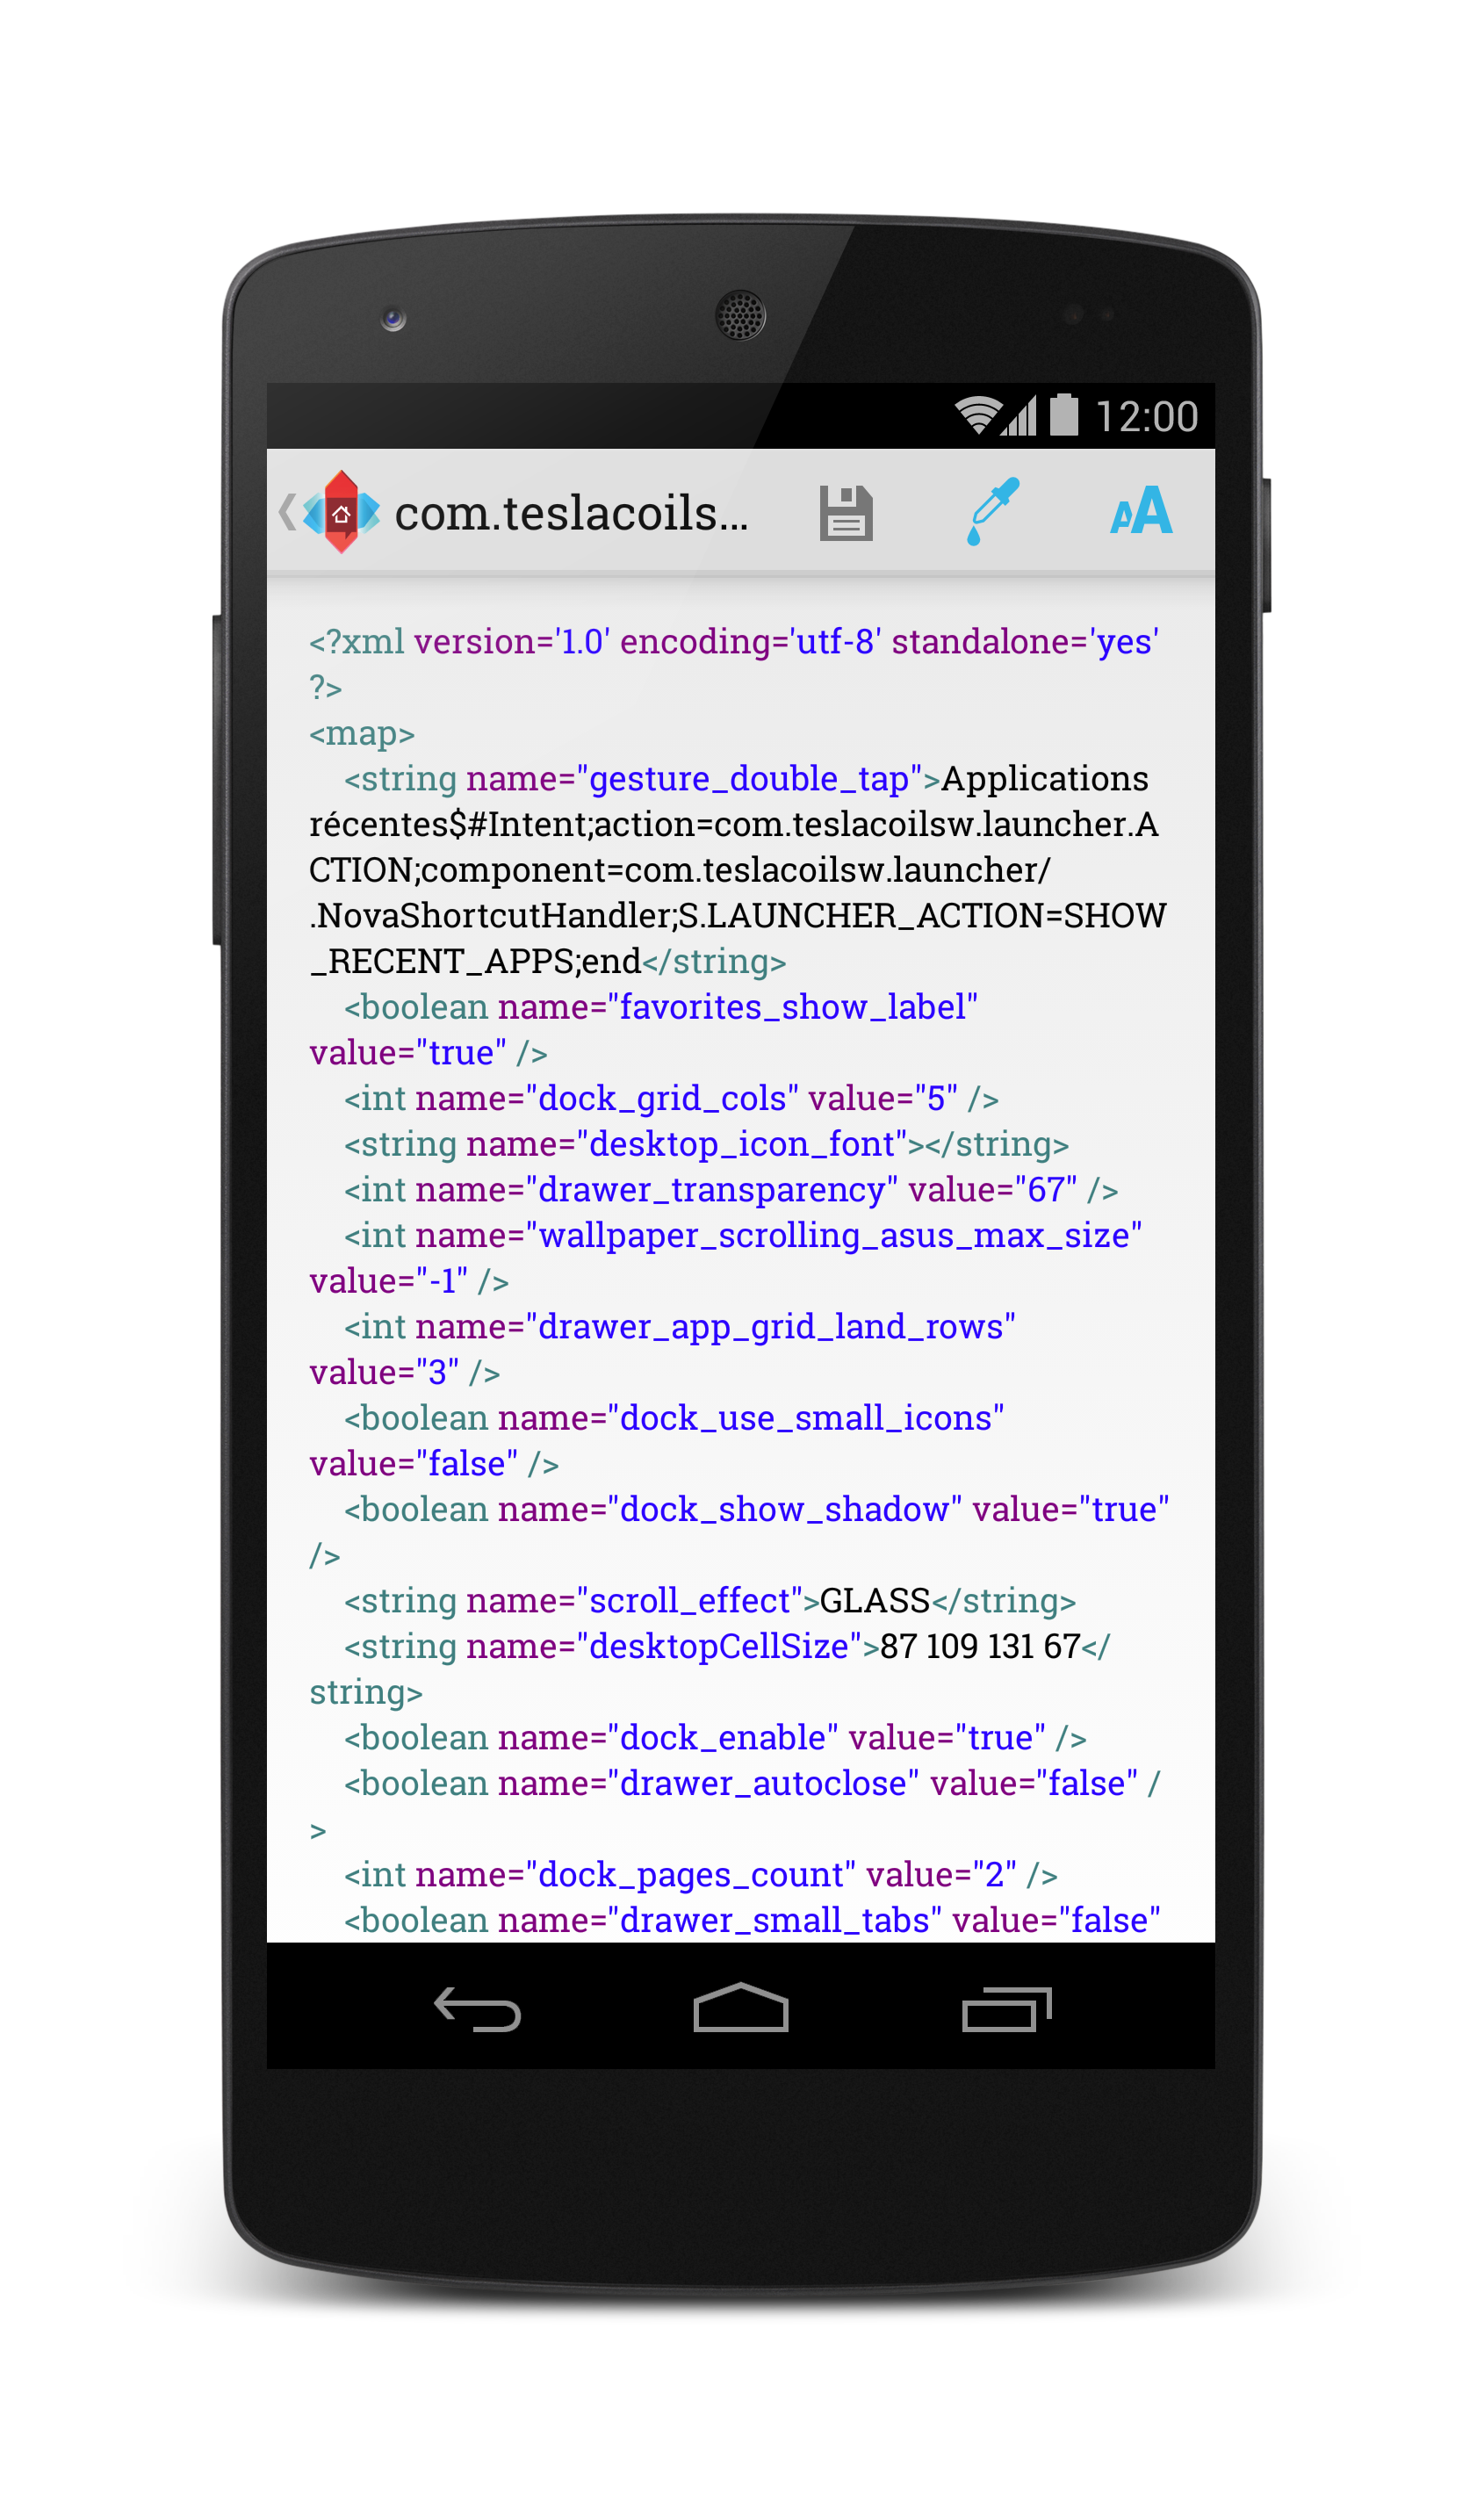 12:00
com.teslacoils...
AA
<?xml version='1.0' encoding='utf-8' standalone='yes'
?>
<map>
<string name="gesture_double_tap">Applications
récentes$#Intent;action=com.teslacoilsw.launcher.A
CTION;component=com.teslacoilsw.launcher/
.NovaShortcutHandler;S.LAUNCHER_ACTION=SHOW
_RECENT_APPS;end</string>
<boolean name="favorites_show_label"
value="true" />
<int name="dock_grid_cols" value="5" />
<string name="desktop_icon_font"></string>
<int name="drawer_transparency" value="67" />
<int name="wallpaper_scrolling_asus_max_size"
value="-1" />
<int name="drawer_app_grid_land_rows"
value="3" />
<boolean name="dock_use_small_icons"
value="false" />
<boolean name="dock_show_shadow" value="true"
/>
<string name="scroll_effect">GLASS</string>
<string name="desktopCellSize">87 109 131 67</
string>
<boolean name="dock_enable" value="true" />
<boolean name="drawer_autoclose" value="false" /
>
<int name="dock_pages_count" value="2" />
<boolean name="drawer_small_tabs" value="false"